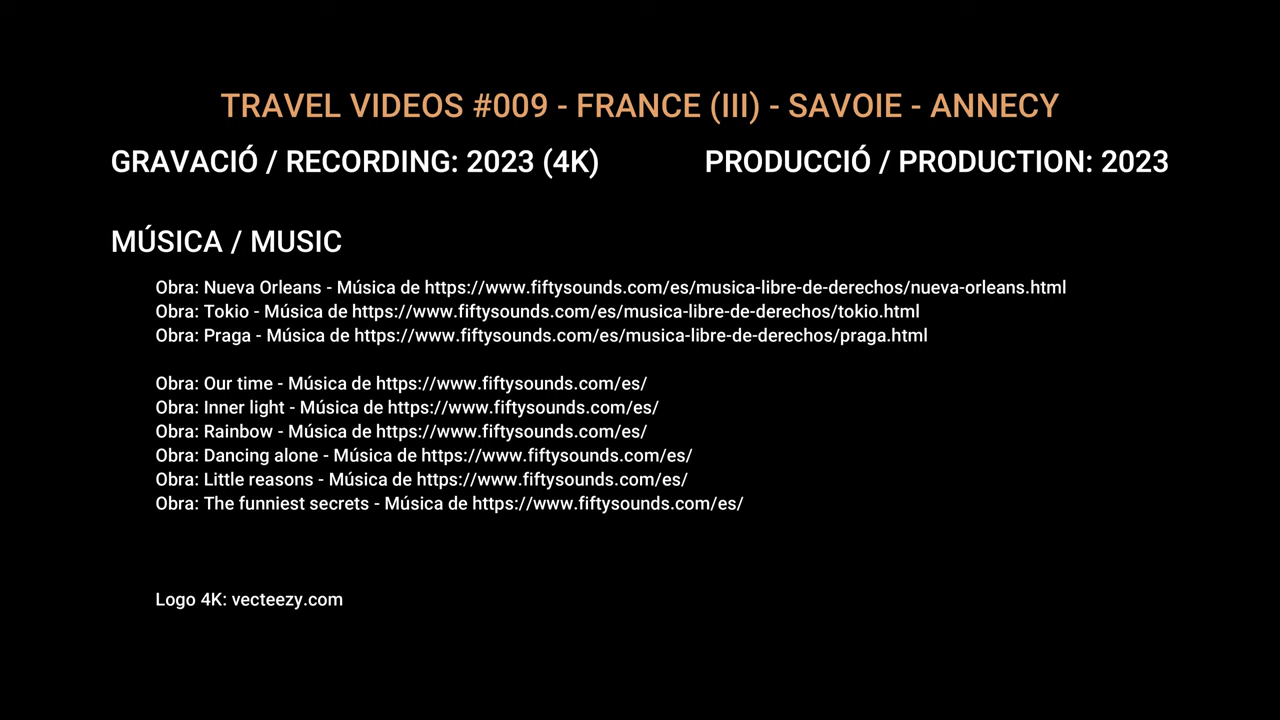 TRAVEL VIDEOS #009 - FRANCE (III) - SAVOIE - ANNECY
GRAVACIÓ / RECORDING: 2023 (4K) PRODUCCIÓ / PRODUCTION: 2023
MÚSICA / MUSIC
Obra: Nueva Orleans - Música de https://www.fiftysounds.com/es/musica-libre-de-derechos/nueva-orleans.html
Obra: Tokio - Música de https://www.fiftysounds.com/es/musica-libre-de-derechos/tokio.html
Obra: Praga - Música de https://www.fiftysounds.com/es/musica-libre-de-derechos/praga.html
Obra: Our time - Música de https://www.fiftysounds.com/es/
Obra: Inner light - Música de https://www.fiftysounds.com/es/
Obra: Rainbow - Música de https://www.fiftysounds.com/es/
Obra: Dancing alone - Música de https://www.fiftysounds.com/es/
Obra: Little reasons - Música de https://www.fiftysounds.com/es/
Obra: The funniest secrets - Música de https://www.fiftysounds.com/es/
Logo 4K: vecteezy.com